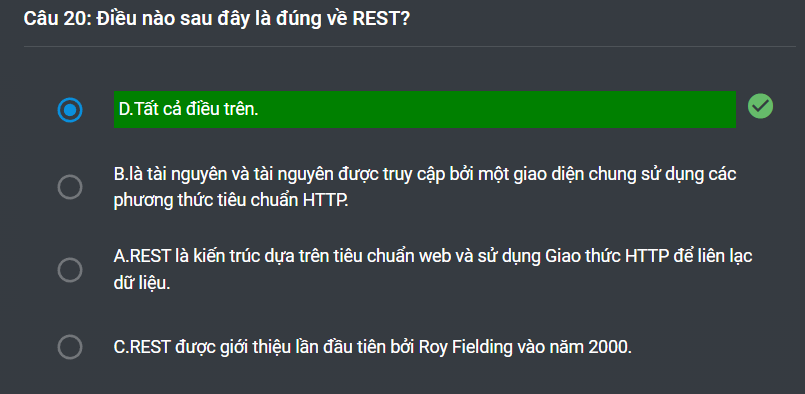 Câu 20: Điều nào sau đây là đúng về REST?
D.Tất cả điều trên.
B.là tài nguyên và tài nguyên được truy cập bởi một giao diện chung sử dụng các
phương thức tiêu chuẩn HTTP.
A.REST là kiến trúc dựa trên tiêu chuẩn web và sử dụng Giao thức HTTP để liên lạc
dữ liệu.
C.REST được giới thiệu lần đầu tiên bởi Roy Fielding vào năm 2000.